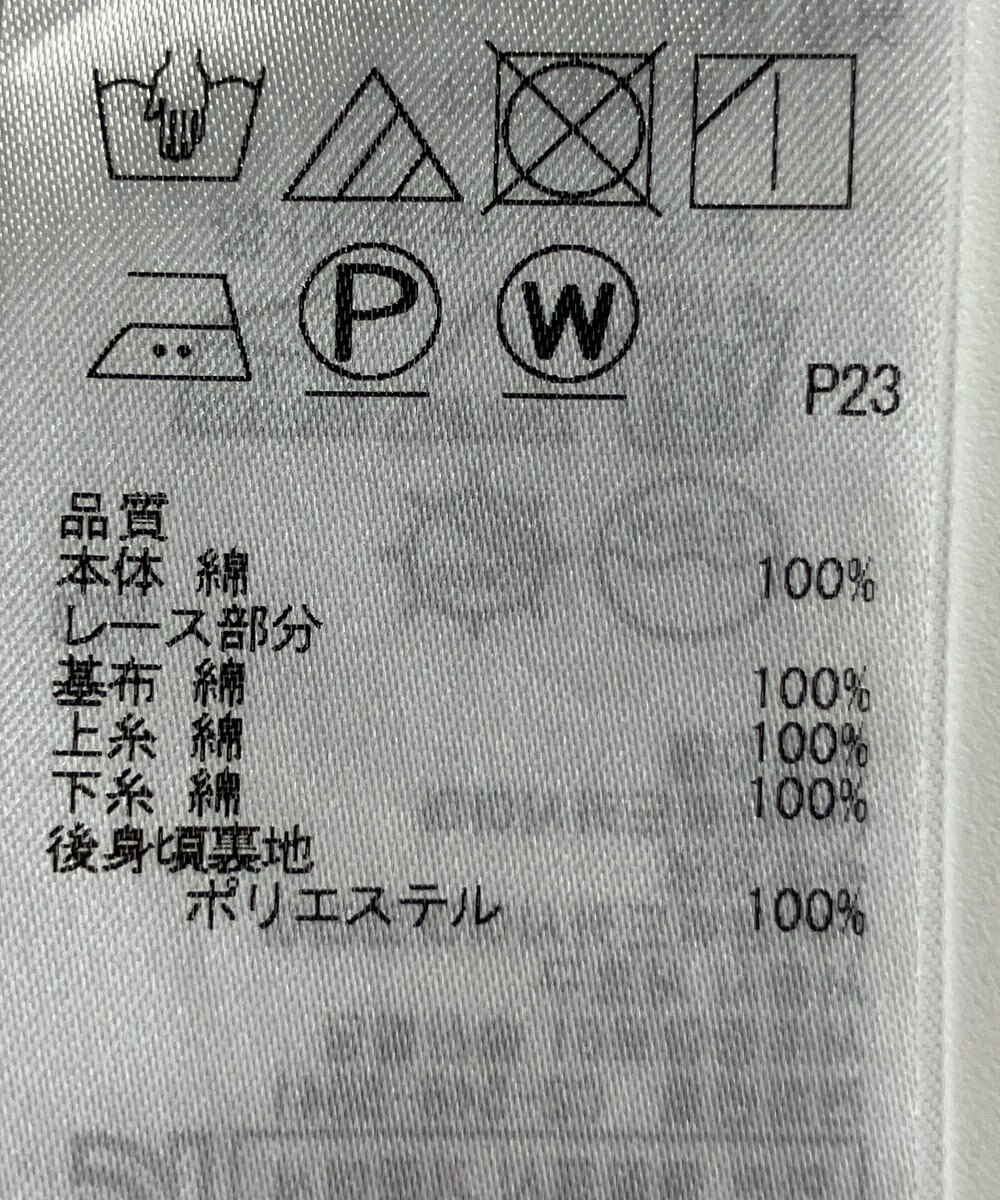 P
W
P23
品質
本体 綿 100%
レース部分
基布 綿 100%
上糸 綿 100%
下糸 綿 100%
後身頃裏地
ポリエステル 100%